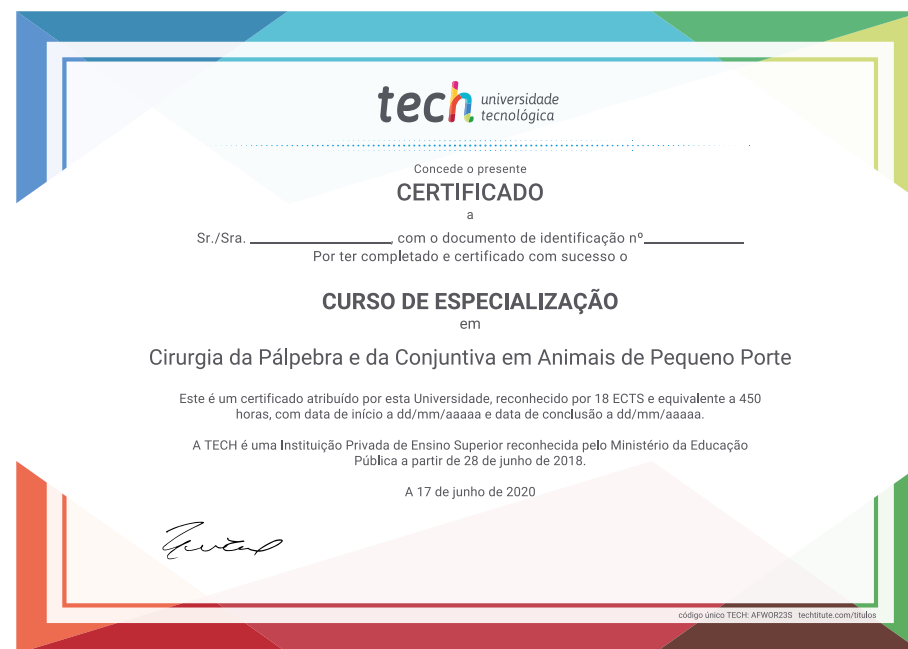 tech universidade
tecnológica
Concede o presente
CERTIFICADO
a
Sr./Sra. ____________________, com o documento de identificação nº______________
Por ter completado e certificado com sucesso o
CURSO DE ESPECIALIZAÇÃO
em
Cirurgia da Pálpebra e da Conjuntiva em Animais de Pequeno Porte
Este é um certificado atribuído por esta Universidade, reconhecido por 18 ECTS e equivalente a 450
horas, com data de início a dd/mm/aaaaa e data de conclusão a dd/mm/aaaaa.
A TECH é uma Instituição Privada de Ensino Superior reconhecida pelo Ministério da Educação
Pública a partir de 28 de junho de 2018.
A 17 de junho de 2020
código único TECH: AFWOR23S techtitute.com/titulos